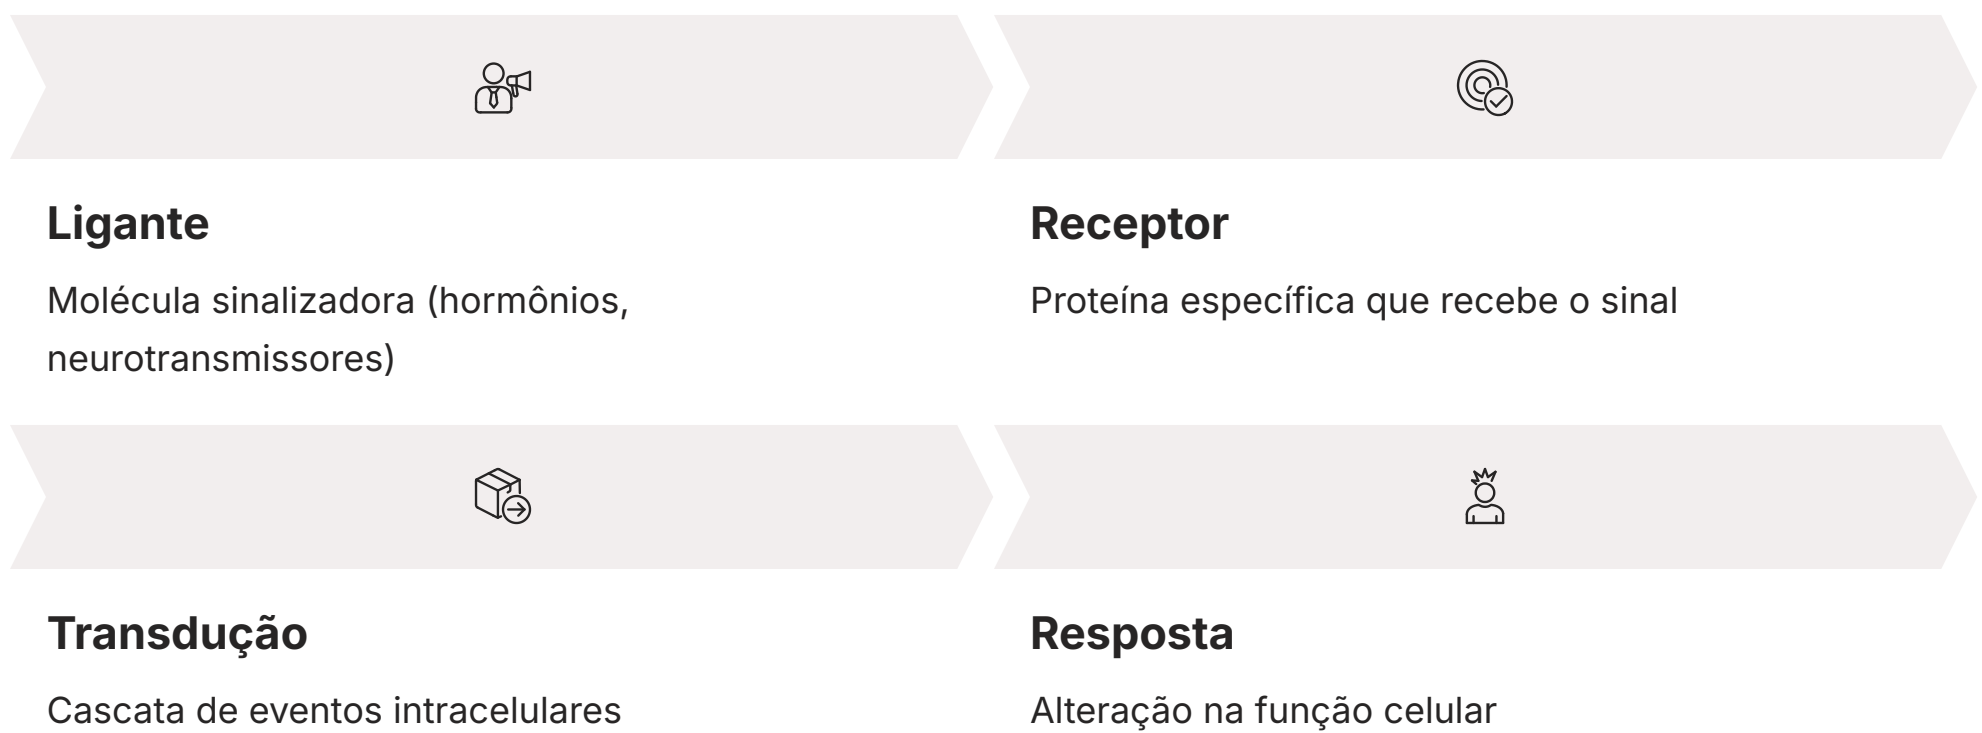 Ligante
Molécula sinalizadora (hormônios,
neurotransmissores)
Receptor
Proteína específica que recebe o sinal
Transdução
Cascata de eventos intracelulares
Resposta
Alteração na função celular